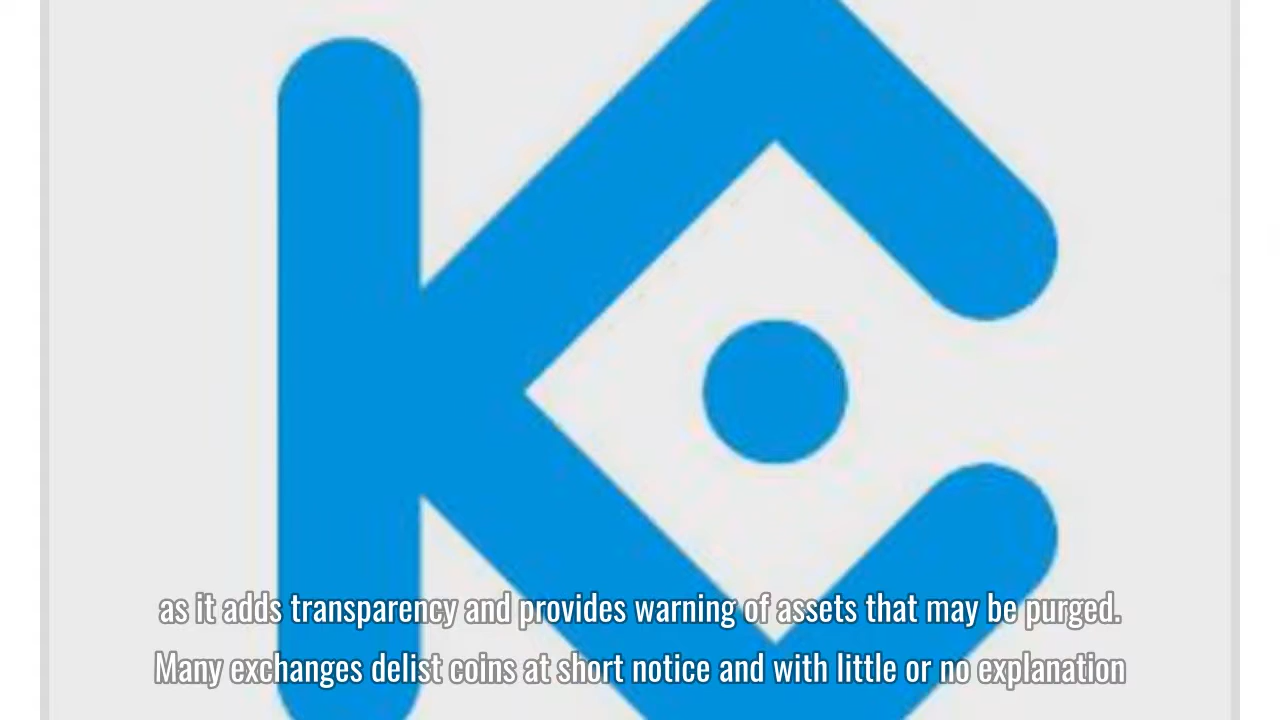 as it adds transparency and provides warning of assets that may be purged.
Many exchanges delist coins at short notice and with little or no explanation